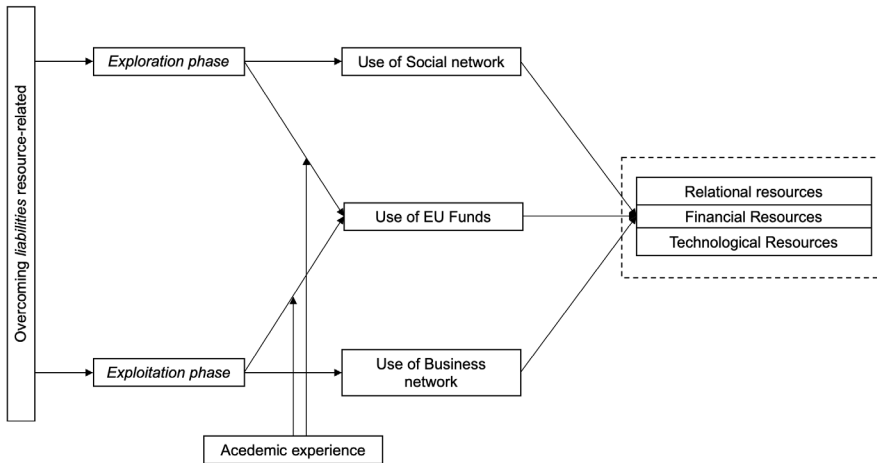 Overcoming liabilities resource-related
Exploration phase
Use of Social network
Relational resources
Use of EU Funds
Financial Resources
Technological Resources
Exploitation phase
Use of Business
network
Acedemic experience